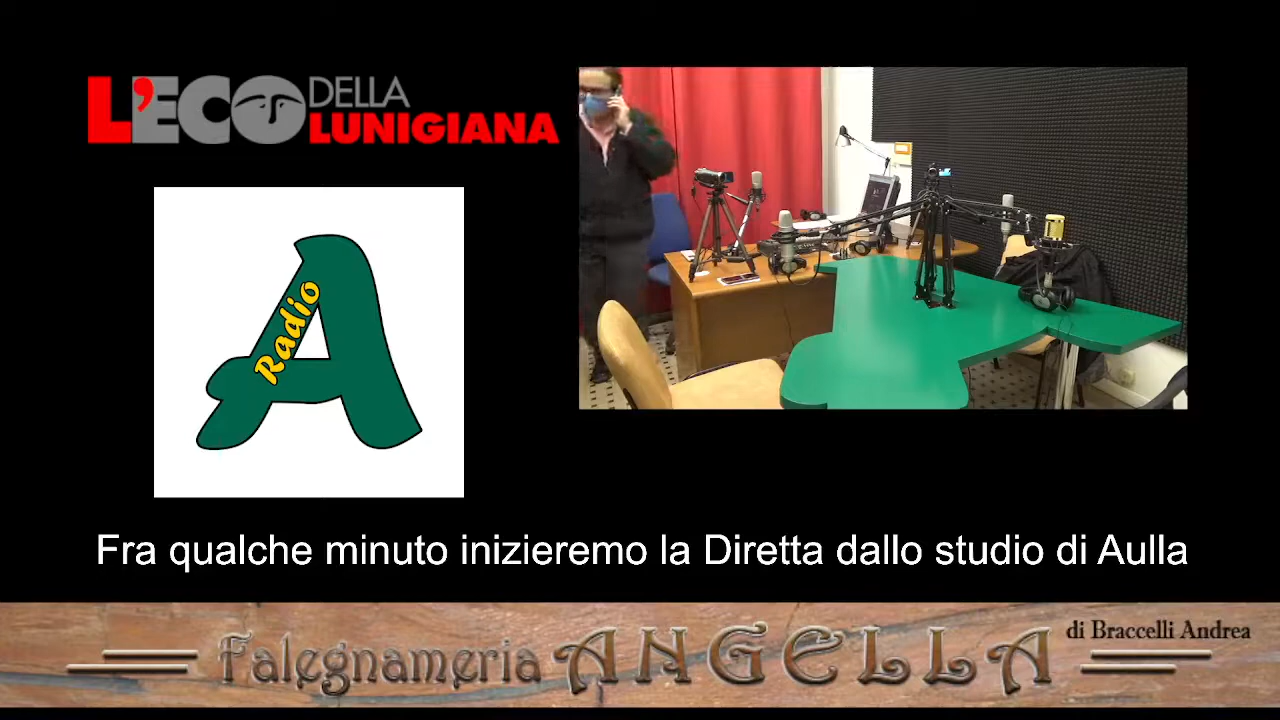 L'ECO DELLA
LUNIGIANA
Radio
A
Fra qualche minuto inizieremo la Diretta dallo studio di Aulla
Falegnameria ANGELLA di Braccelli Andrea